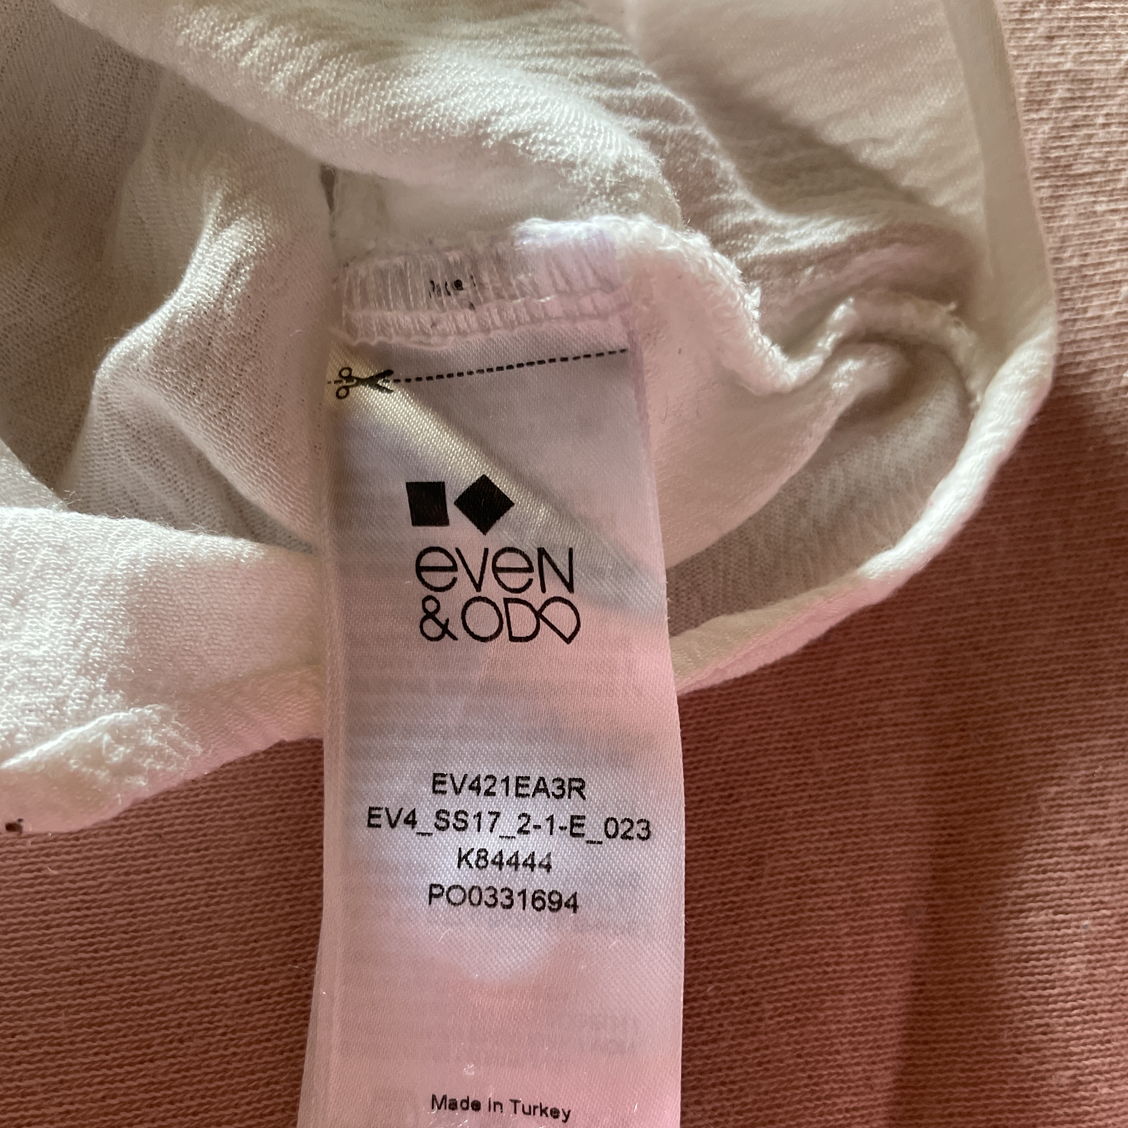 even
&ODD
EV421EA3R
EV4_SS17_2-1-E_023
K84444
PO0331694
Made in Turkey